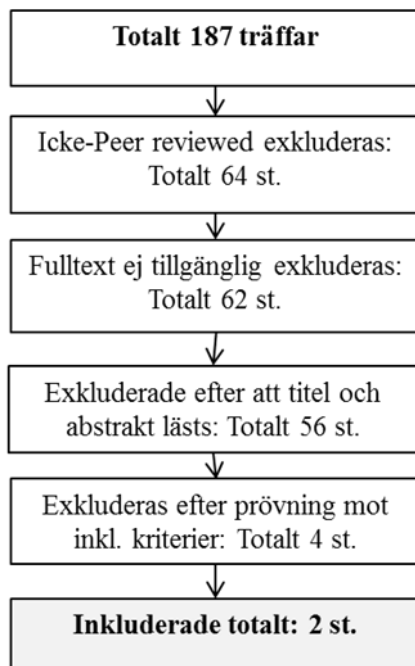 Totalt 187 träffar
Icke-Peer reviewed exkluderas:
Totalt 64 st.
Fulltext ej tillgänglig exkluderas:
Totalt 62 st.
Exkluderade efter att titel och
abstrakt lästs: Totalt 56 st.
Exkluderas efter prövning mot
inkl. kriterier: Totalt 4 st.
Inkluderade totalt: 2 st.